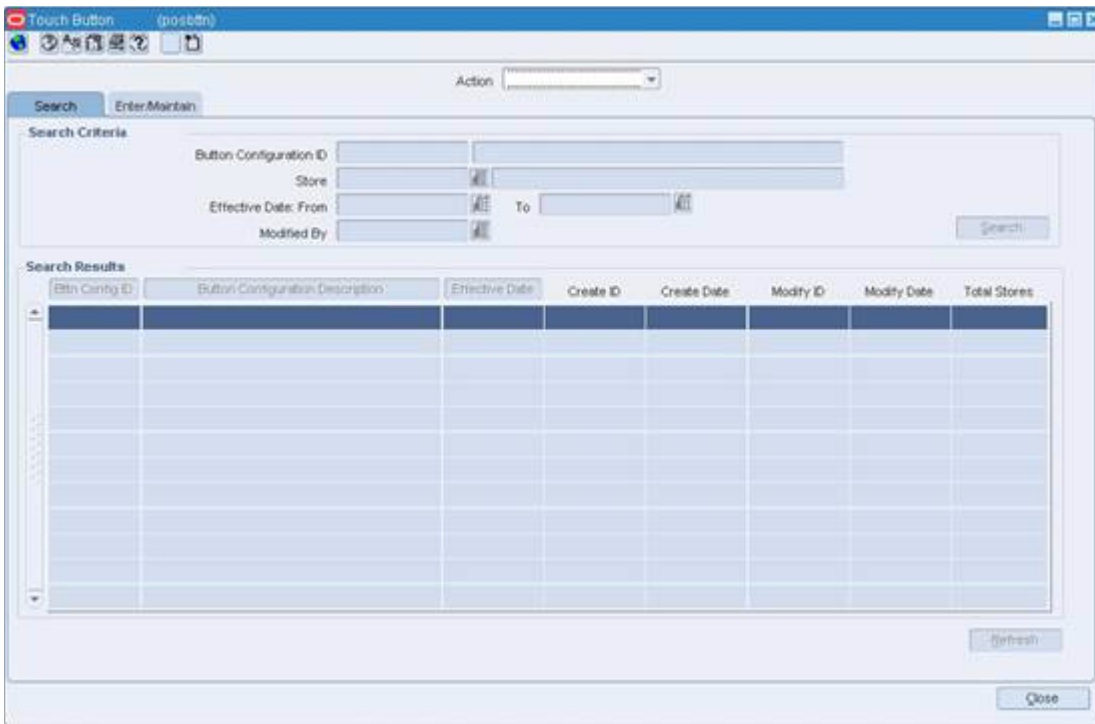 Touch Button (posbttn)
Action
Search Enter/Maintain
Search Criteria
Button Configuration ID
Store
Effective Date: From To
Modified By
Search
Search Results
Bttn Config ID Button Configuration Description Effective Date Create ID Create Date Modify ID Modify Date Total Stores
Refresh
Close